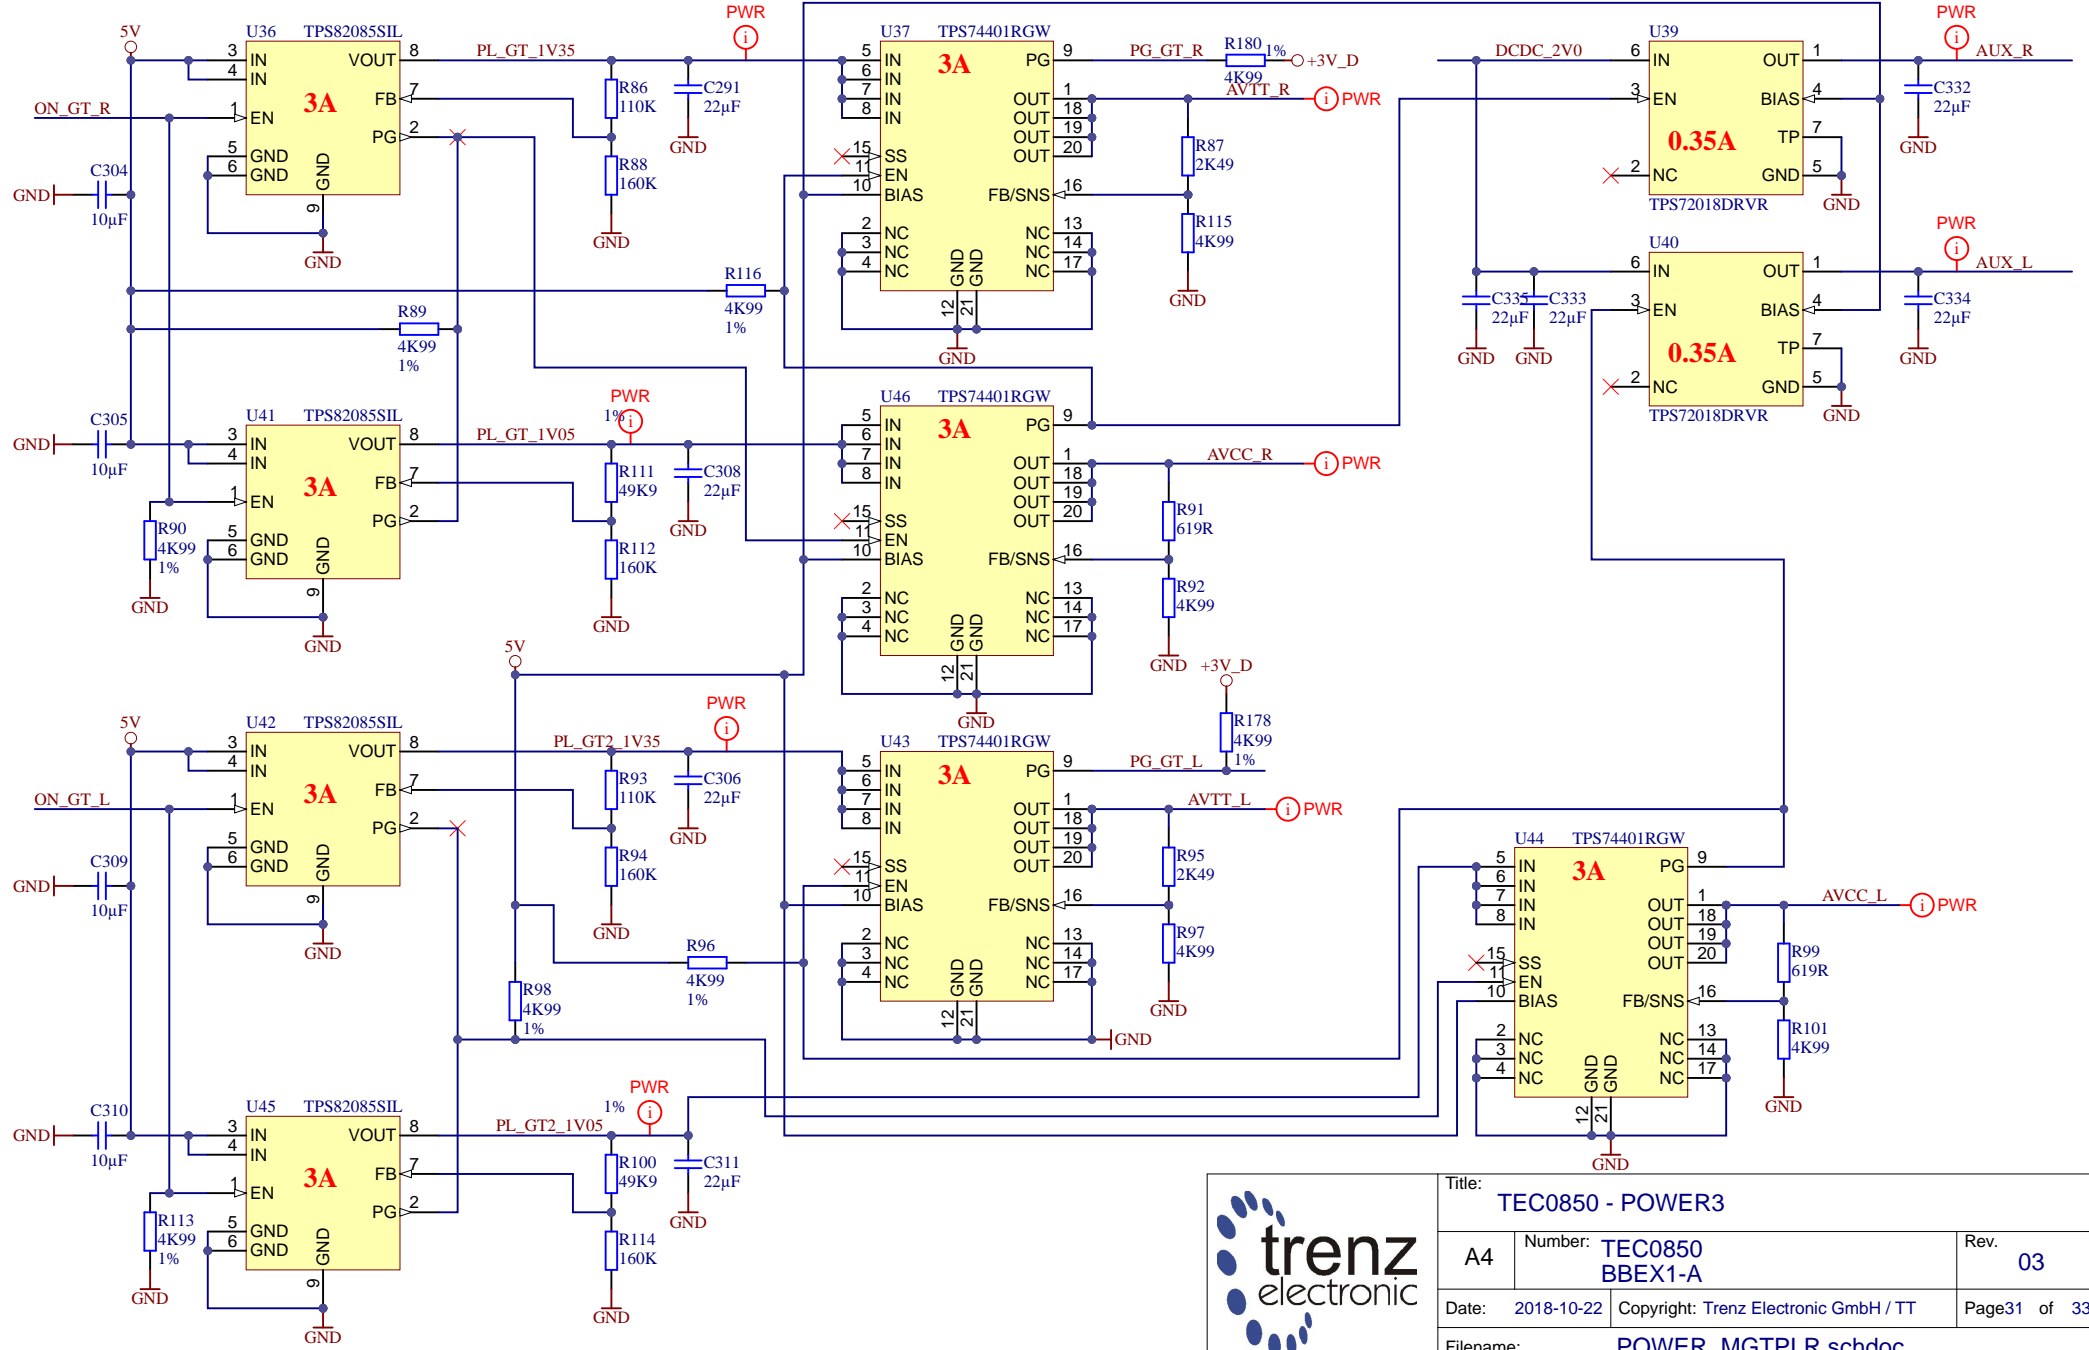 5V
U36 TPS82085SIL
3A
3 IN
4 IN
1 EN
5 GND
6 GND
GND
9
VOUT 8
FB 7
PG 2
ON_GT_R
C304
10µF
GND
GND
PL_GT_1V35
PWR
i
R86
110K
R88
160K
GND
C291
22µF
GND
U37 TPS74401RGW
3A
5 IN
6 IN
7 IN
8 IN
15 SS
11 EN
10 BIAS
2 NC
3 NC
4 NC
GND
GND
12
21
PG 9
OUT 1
OUT 18
OUT 19
OUT 20
FB/SNS 16
NC 13
NC 14
NC 17
GND
PG_GT_R
R180
1%
4K99
+3V_D
AVTT_R
i PWR
R87
2K49
R115
4K99
GND
DCDC_2V0
U39
6 IN
3 EN
0.35A
2 NC
OUT 1
BIAS 4
TP 7
GND 5
TPS72018DRVR
GND
PWR
i
AUX_R
C332
22µF
GND
U40
6 IN
3 EN
0.35A
2 NC
OUT 1
BIAS 4
TP 7
GND 5
TPS72018DRVR
GND
PWR
i
AUX_L
C334
22µF
GND
C335
22µF
GND
C333
22µF
GND
R116
4K99
1%
R89
4K99
1%
C305
10µF
GND
U41 TPS82085SIL
3A
3 IN
4 IN
1 EN
5 GND
6 GND
GND
9
VOUT 8
FB 7
PG 2
GND
R90
4K99
1%
GND
PL_GT_1V05
PWR
1%
i
R111
49K9
R112
160K
GND
C308
22µF
GND
U46 TPS74401RGW
3A
5 IN
6 IN
7 IN
8 IN
15 SS
11 EN
10 BIAS
2 NC
3 NC
4 NC
GND
GND
12
21
PG 9
OUT 1
OUT 18
OUT 19
OUT 20
FB/SNS 16
NC 13
NC 14
NC 17
GND
AVCC_R
i PWR
R91
619R
R92
4K99
GND
5V
5V
U42 TPS82085SIL
3A
3 IN
4 IN
1 EN
5 GND
6 GND
GND
9
VOUT 8
FB 7
PG 2
GND
ON_GT_L
C309
10µF
GND
PL_GT2_1V35
PWR
i
R93
110K
R94
160K
GND
C306
22µF
GND
U43 TPS74401RGW
3A
5 IN
6 IN
7 IN
8 IN
15 SS
11 EN
10 BIAS
2 NC
3 NC
4 NC
GND
GND
12
21
PG 9
OUT 1
OUT 18
OUT 19
OUT 20
FB/SNS 16
NC 13
NC 14
NC 17
GND
+3V_D
R178
4K99
1%
PG_GT_L
AVTT_L
i PWR
R95
2K49
R97
4K99
GND
R96
4K99
1%
R98
4K99
1%
U44 TPS74401RGW
3A
5 IN
6 IN
7 IN
8 IN
15 SS
11 EN
10 BIAS
2 NC
3 NC
4 NC
GND
GND
12
21
PG 9
OUT 1
OUT 18
OUT 19
OUT 20
FB/SNS 16
NC 13
NC 14
NC 17
GND
AVCC_L
i PWR
R99
619R
R101
4K99
GND
C310
10µF
GND
U45 TPS82085SIL
3A
3 IN
4 IN
1 EN
5 GND
6 GND
GND
9
VOUT 8
FB 7
PG 2
GND
R113
4K99
1%
GND
PL_GT2_1V05
PWR
1%
i
R100
49K9
R114
160K
GND
C311
22µF
GND
trenz
electronic
Title:
TEC0850 - POWER3
A4
Number: TEC0850
BBEX1-A
Rev.
03
Date: 2018-10-22
Copyright: Trenz Electronic GmbH / TT
Page31 of 33
Filename: POWER_MGTPLR.schdoc